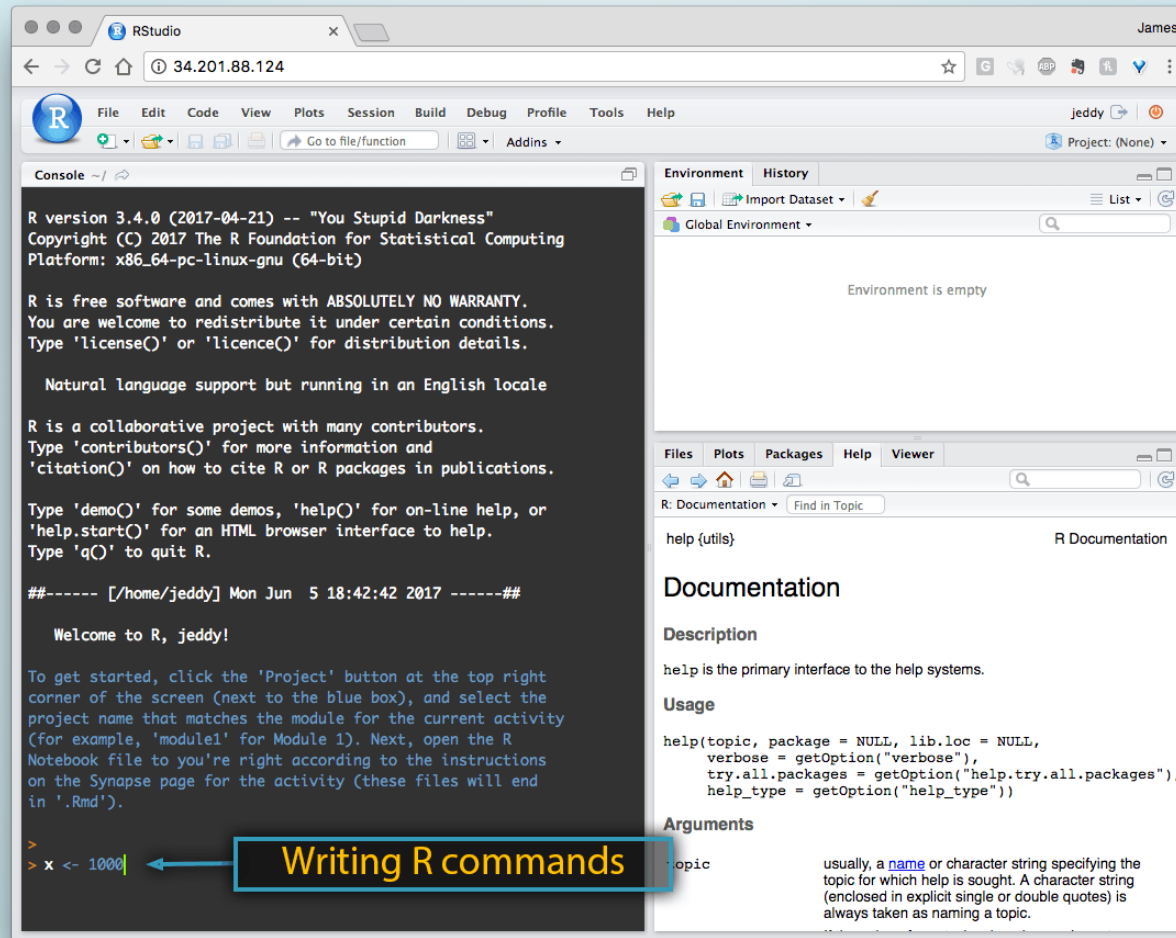 RStudio
James
34.201.88.124
R
File Edit Code View Plots Session Build Debug Profile Tools Help
jeddy
Go to file/function
Addins
Project: (None)
Console ~/
R version 3.4.0 (2017-04-21) -- "You Stupid Darkness"
Copyright (C) 2017 The R Foundation for Statistical Computing
Platform: x86_64-pc-linux-gnu (64-bit)
R is free software and comes with ABSOLUTELY NO WARRANTY.
You are welcome to redistribute it under certain conditions.
Type 'license()' or 'licence()' for distribution details.
Natural language support but running in an English locale
R is a collaborative project with many contributors.
Type 'contributors()' for more information and
'citation()' on how to cite R or R packages in publications.
Type 'demo()' for some demos, 'help()' for on-line help, or
'help.start()' for an HTML browser interface to help.
Type 'q()' to quit R.
##------ [/home/jeddy] Mon Jun  5 18:42:42 2017 ------##
Welcome to R, jeddy!
To get started, click the 'Project' button at the top right
corner of the screen (next to the blue box), and select the
project name that matches the module for the current activity
(for example, 'module1' for Module 1). Next, open the R
Notebook file to you're right according to the instructions
on the Synapse page for the activity (these files will end
in '.Rmd').
>
> x <- 1000
Writing R commands
Environment History
Import Dataset
List
Global Environment
Environment is empty
Files Plots Packages Help Viewer
R: Documentation
Find in Topic
help {utils}
R Documentation
Documentation
Description
help is the primary interface to the help systems.
Usage
help(topic, package = NULL, lib.loc = NULL,
verbose = getOption("verbose"),
try.all.packages = getOption("help.try.all.packages"),
help_type = getOption("help_type"))
Arguments
topic
usually, a name or character string specifying the
topic for which help is sought. A character string
(enclosed in explicit single or double quotes) is
always taken as naming a topic.